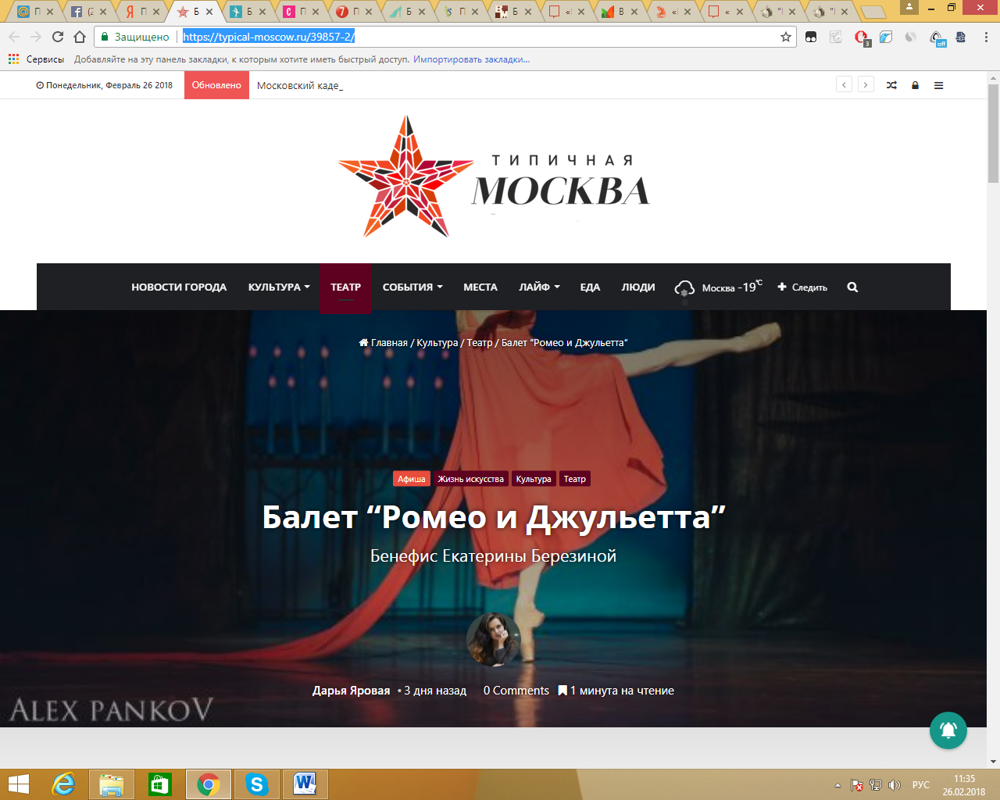 П
(2
П
Б
Б
П
П
Б
П
Б
«І
В
«І
«
"І
"І
Защищено
https://typical-moscow.ru/39857-2/
3
off
Сервисы Добавляйте на эту панель закладки, к которым хотите иметь быстрый доступ. Импортировать закладки...
Понедельник, Февраль 26 2018 Обновлено Московский каде_
ТИПИЧНАЯ
МОСКВА
НОВОСТИ ГОРОДА КУЛЬТУРА ТЕАТР СОБЫТИЯ МЕСТА ЛАЙФ ЕДА ЛЮДИ Москва -19°C Следить
Главная / Культура / Театр / Балет “Ромео и Джульетта”
Афиша Жизнь искусства Культура Театр
Балет “Ромео и Джульетта”
Бенефис Екатерины Березиной
Дарья Яровая • 3 дня назад 0 Comments 1 минута на чтение
ALEX PANKOV
РУС
11:35
26.02.2018